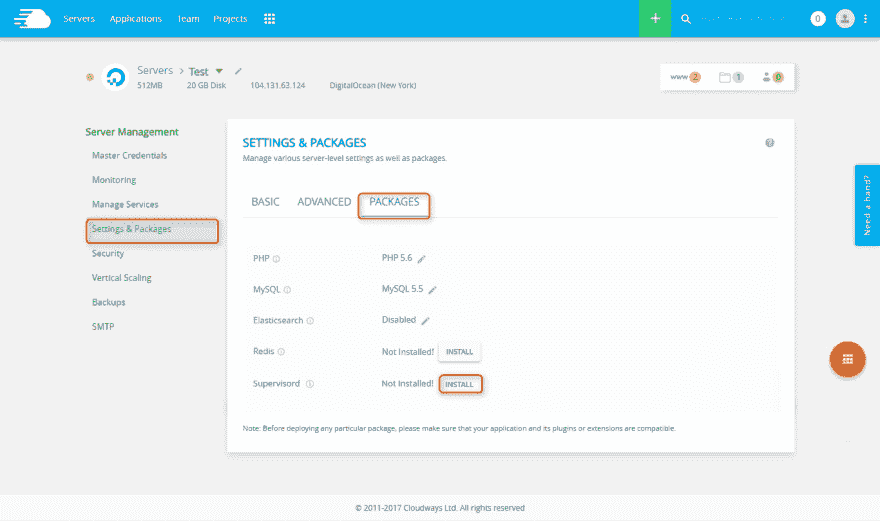 Servers Applications Team Projects
0
Servers > Test
512MB 20 GB Disk 104.131.63.124 DigitalOcean (New York)
www 2 1 0
Server Management
Master Credentials
Monitoring
Manage Services
Settings & Packages
Security
Vertical Scaling
Backups
SMTP
SETTINGS & PACKAGES
Manage various server-level settings as well as packages.
BASIC ADVANCED PACKAGES
PHP PHP 5.6
MySQL MySQL 5.5
Elasticsearch Disabled
Redis Not Installed! INSTALL
Supervisord Not Installed! INSTALL
Note: Before deploying any particular package, please make sure that your application and its plugins or extensions are compatible.
Need a hand?
© 2011-2017 Cloudways Ltd. All rights reserved